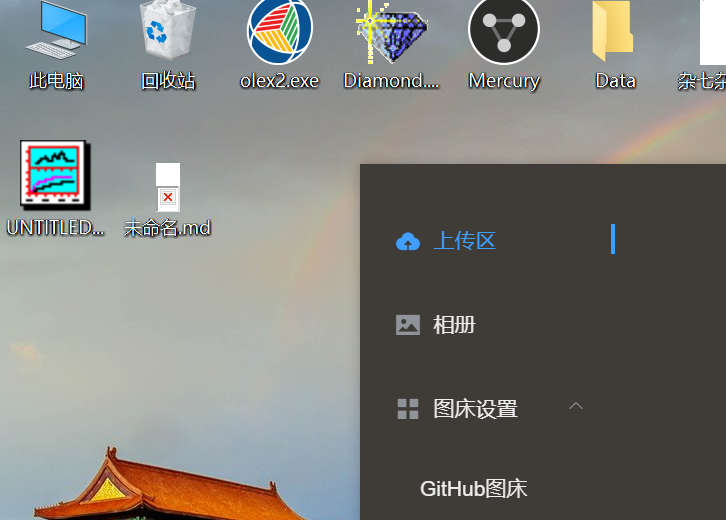 此电脑
回收站
olex2.exe
Diamond....
Mercury
Data
杂七杂
UNTITLED...
未命名.md
上传区
相册
图床设置
GitHub图床